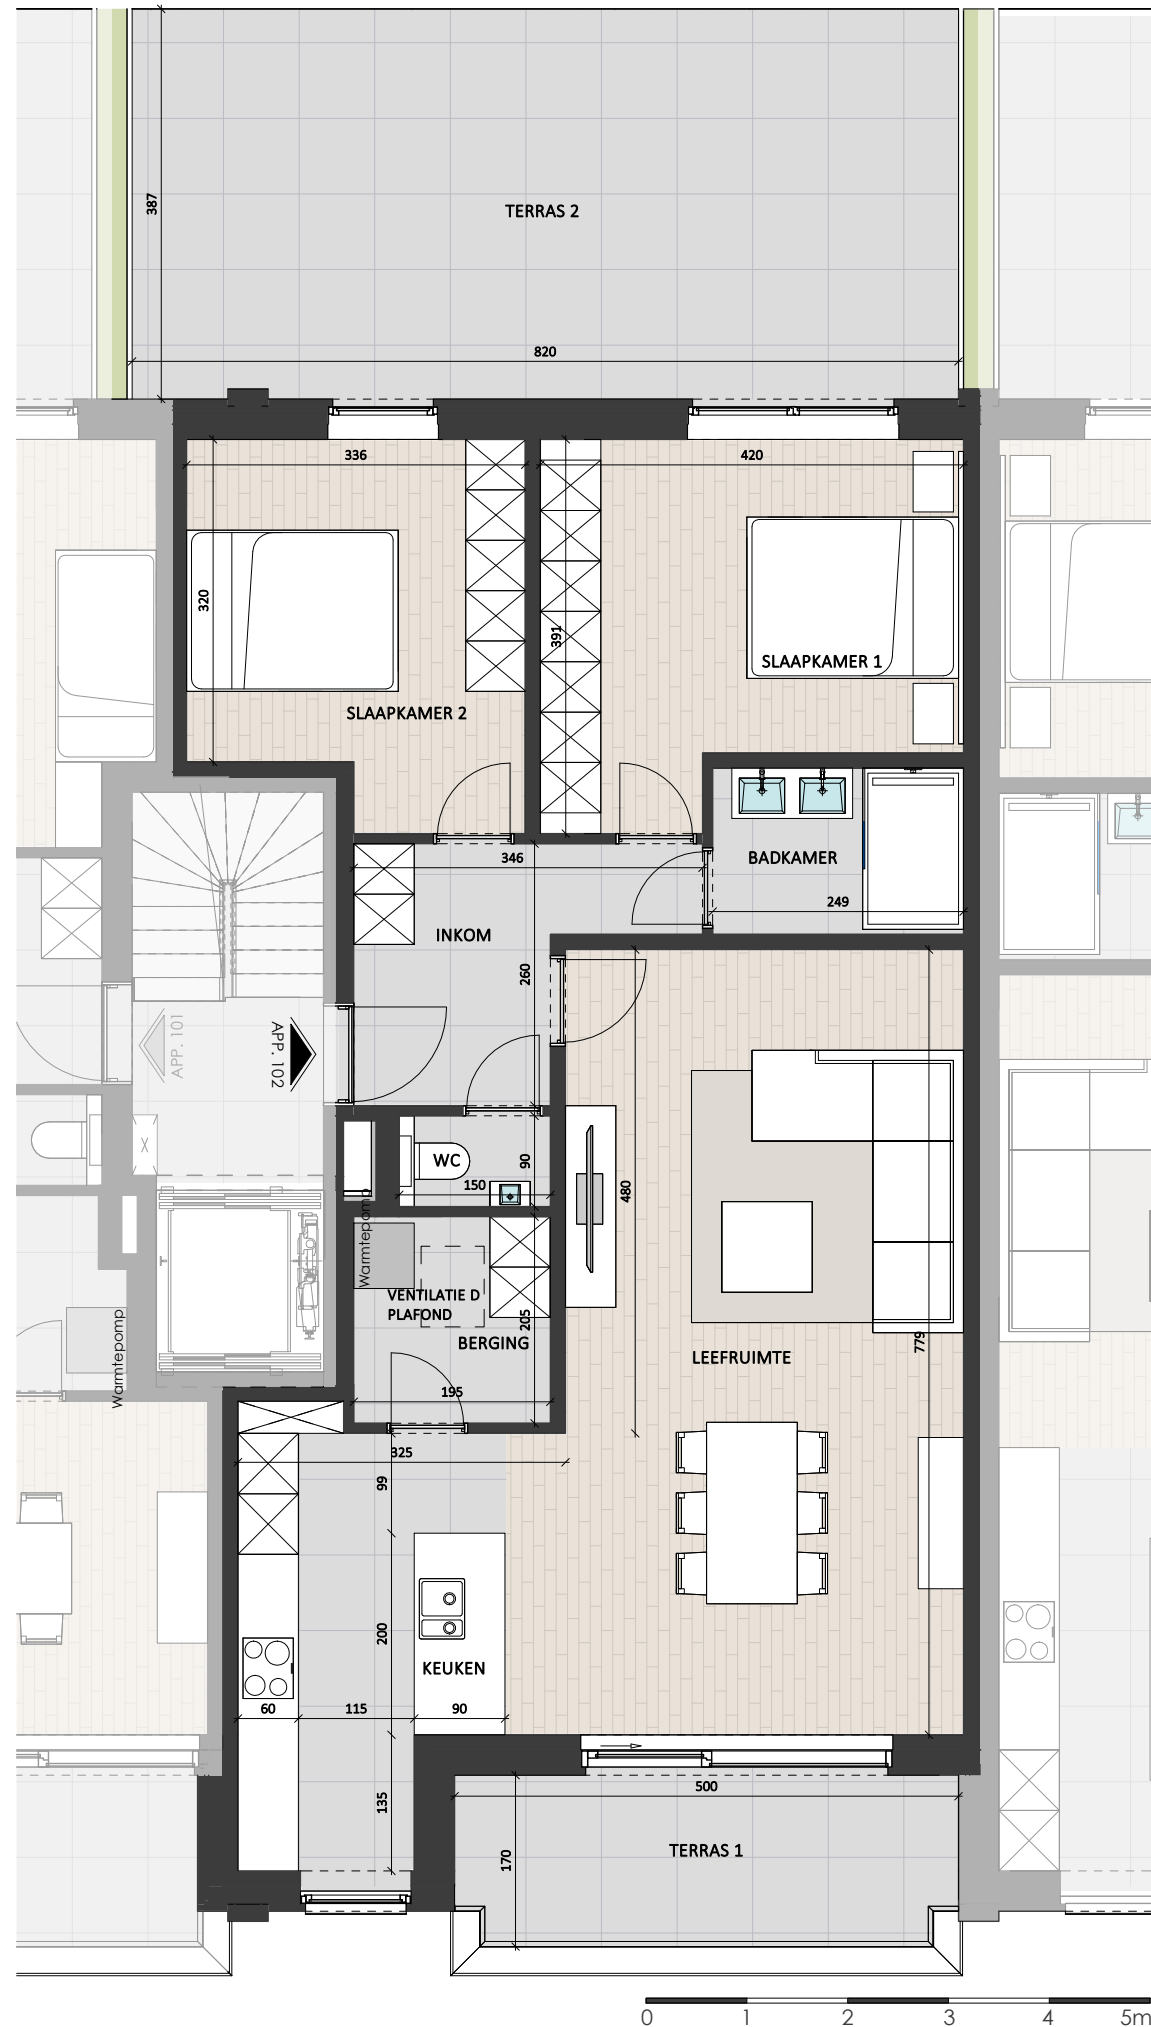 387
TERRAS 2
820
336
420
320
391
SLAAPKAMER 1
SLAAPKAMER 2
346
BADKAMER
249
INKOM
260
APP. 101
APP. 102
WC
90
150
480
Warmtepomp
VENTILATIE D
PLAFOND
205
BERGING
Warmtepomp
779
LEEFRUIMTE
195
325
99
200
KEUKEN
60
115
90
135
500
170
TERRAS 1
0 1 2 3 4 5m